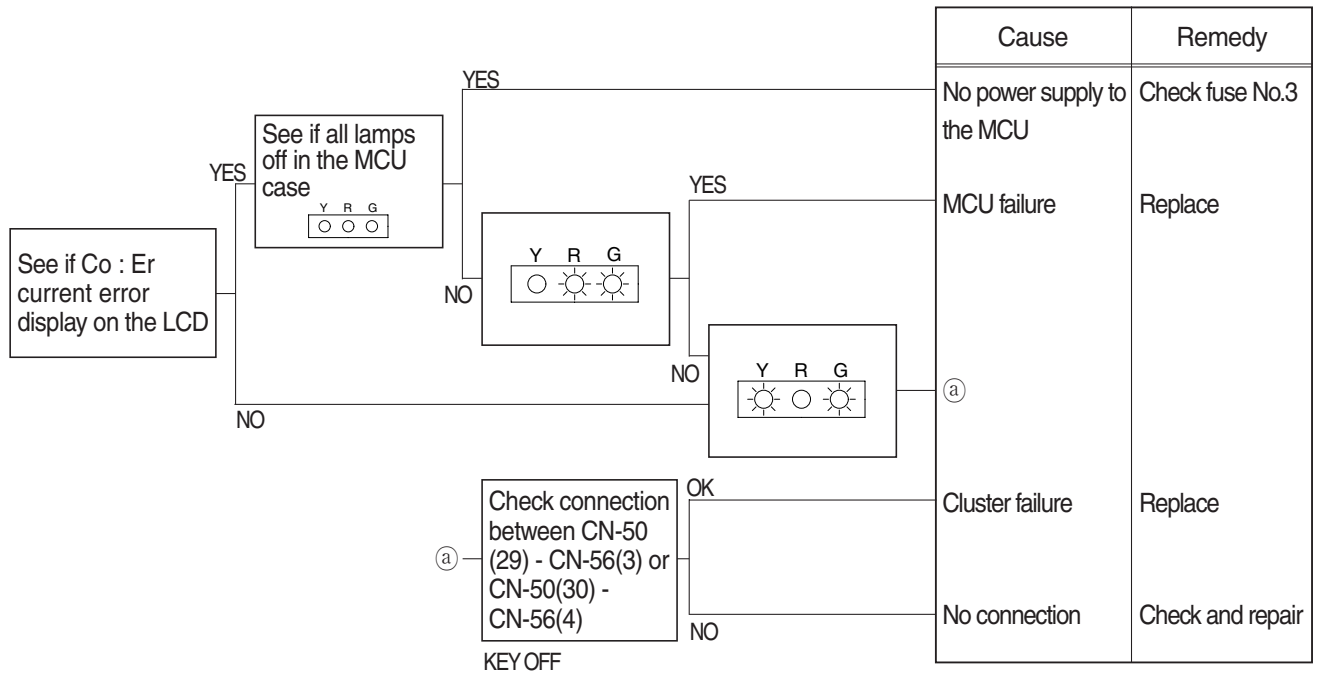 Cause
Remedy
YES
No power supply to
the MCU
Check fuse No.3
See if all lamps
off in the MCU
case
Y R G
YES
YES
MCU failure
Replace
See if Co : Er
current error
display on the LCD
NO
Y R G
NO
Y R G
ⓐ
NO
Check connection
between CN-50
(29) - CN-56(3) or
CN-50(30) -
CN-56(4)
ⓐ
OK
Cluster failure
Replace
NO
No connection
Check and repair
KEY OFF